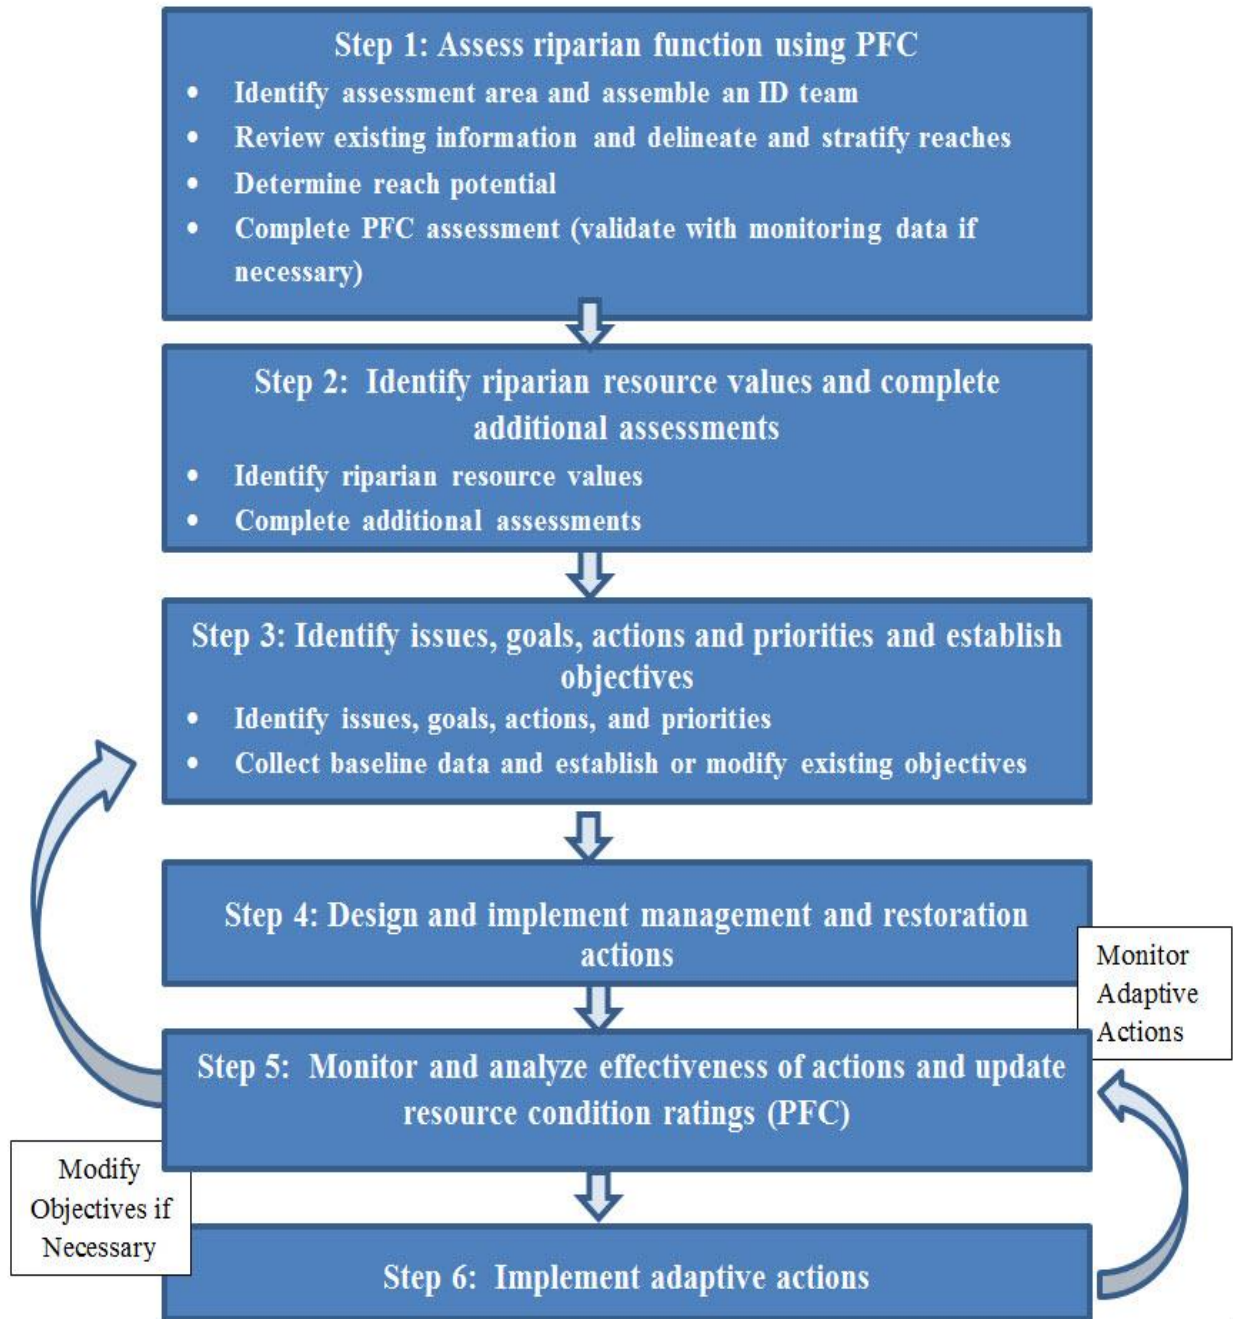 Step 1: Assess riparian function using PFC
• Identify assessment area and assemble an ID team
• Review existing information and delineate and stratify reaches
• Determine reach potential
• Complete PFC assessment (validate with monitoring data if
necessary)
Step 2: Identify riparian resource values and complete
additional assessments
• Identify riparian resource values
• Complete additional assessments
Step 3: Identify issues, goals, actions and priorities and establish
objectives
• Identify issues, goals, actions, and priorities
• Collect baseline data and establish or modify existing objectives
Step 4: Design and implement management and restoration
actions
Monitor
Adaptive
Actions
Step 5: Monitor and analyze effectiveness of actions and update
resource condition ratings (PFC)
Modify
Objectives if
Necessary
Step 6: Implement adaptive actions